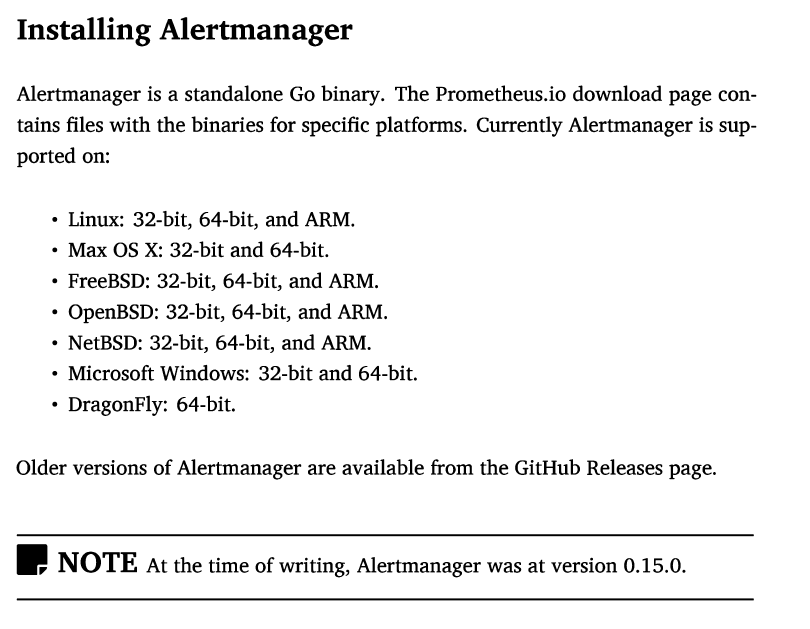 Installing Alertmanager
Alertmanager is a standalone Go binary. The Prometheus.io download page con-
tains files with the binaries for specific platforms. Currently Alertmanager is sup-
ported on:
• Linux: 32-bit, 64-bit, and ARM.
• Max OS X: 32-bit and 64-bit.
• FreeBSD: 32-bit, 64-bit, and ARM.
• OpenBSD: 32-bit, 64-bit, and ARM.
• NetBSD: 32-bit, 64-bit, and ARM.
• Microsoft Windows: 32-bit and 64-bit.
• DragonFly: 64-bit.
Older versions of Alertmanager are available from the GitHub Releases page.
NOTE At the time of writing, Alertmanager was at version 0.15.0.